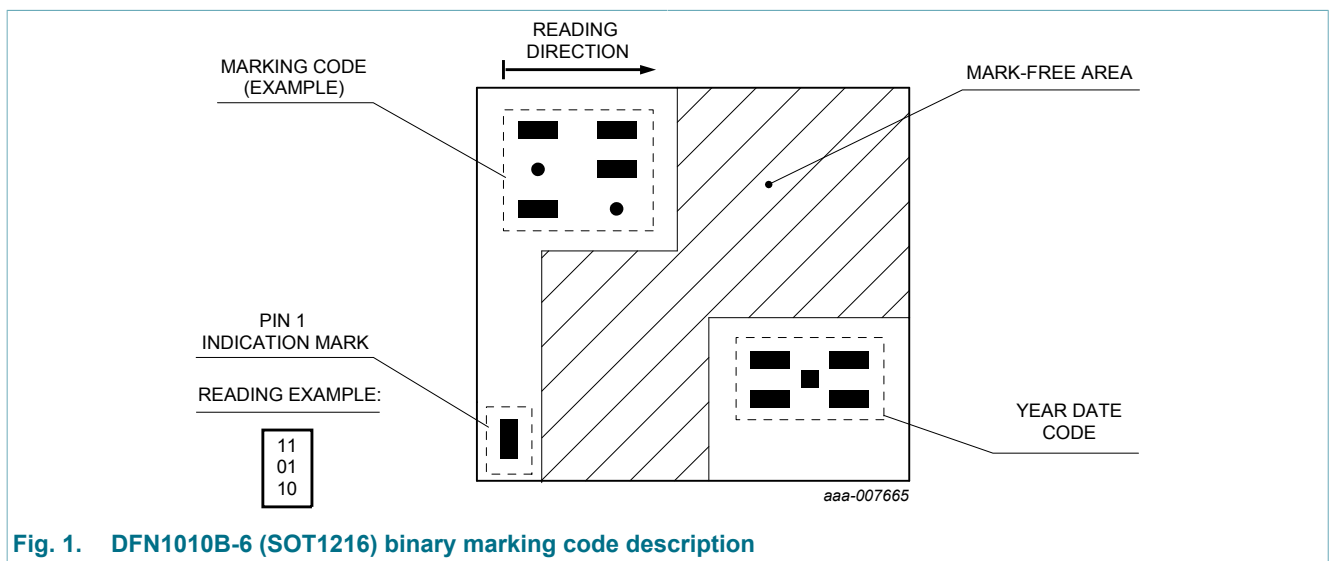 READING
DIRECTION
MARKING CODE
(EXAMPLE)
MARK-FREE AREA
PIN 1
INDICATION MARK
READING EXAMPLE:
11
01
10
YEAR DATE
CODE
aaa-007665
Fig. 1. DFN1010B-6 (SOT1216) binary marking code description